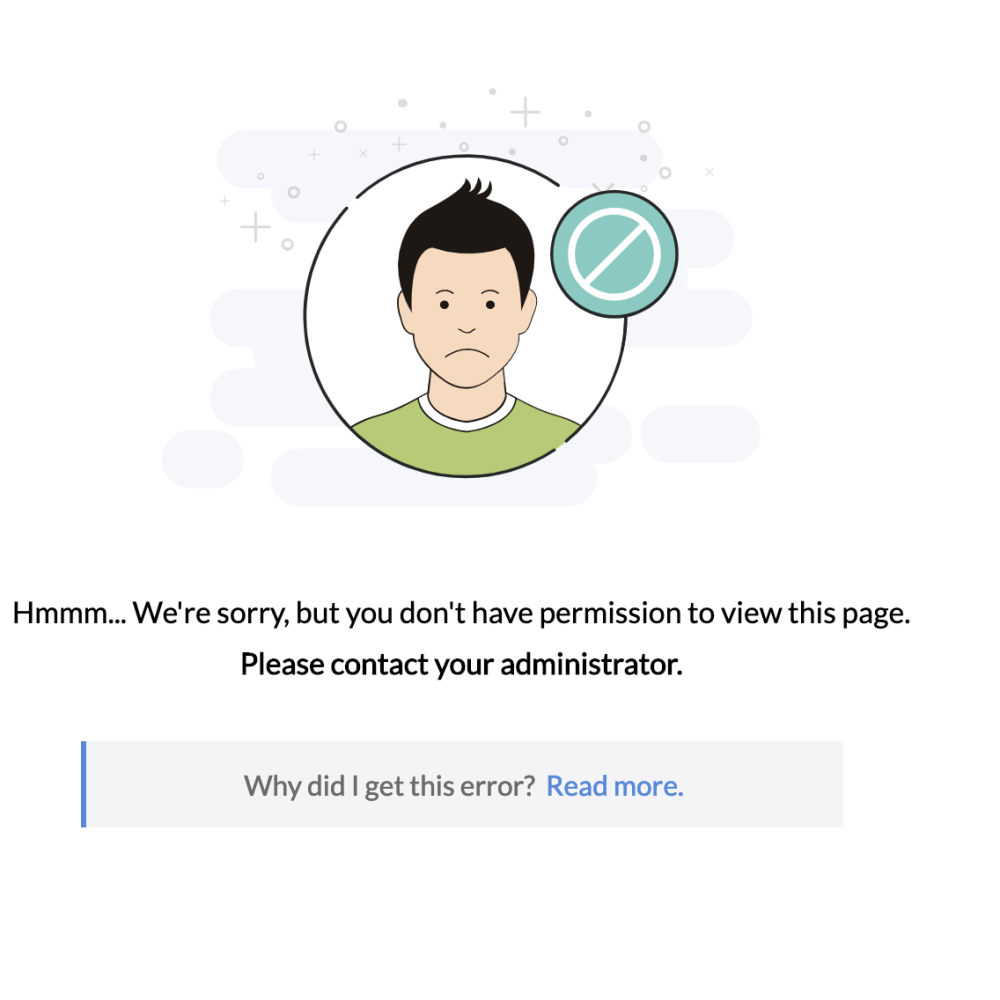 Hmmm... We're sorry, but you don't have permission to view this page.
Please contact your administrator.
Why did I get this error? Read more.